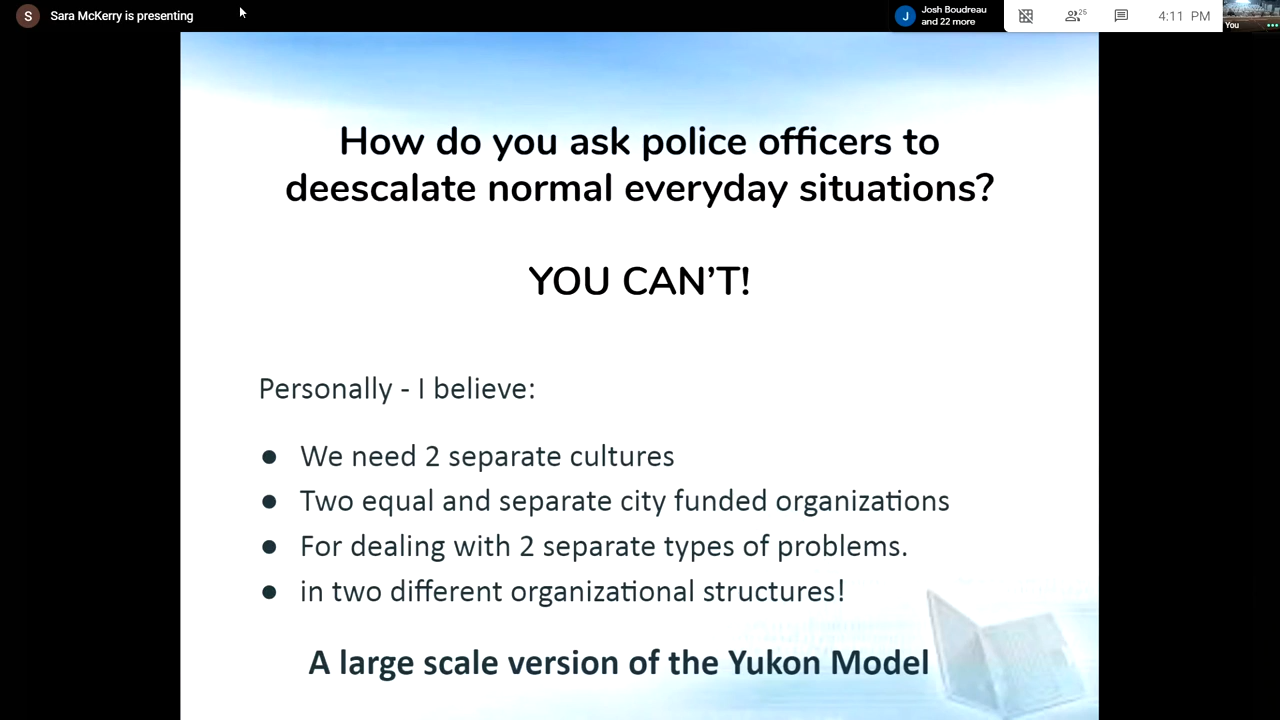 S Sara McKerry is presenting
J Josh Boudreau
and 22 more
26
4:11 PM
You
How do you ask police officers to
deescalate normal everyday situations?
YOU CAN'T!
Personally - I believe:
● We need 2 separate cultures
● Two equal and separate city funded organizations
● For dealing with 2 separate types of problems.
● in two different organizational structures!
A large scale version of the Yukon Model